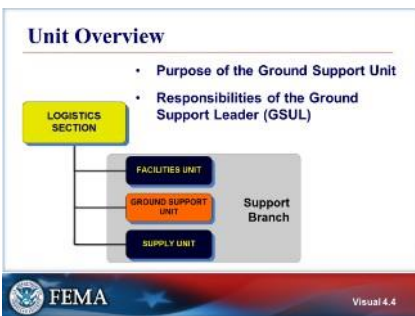 Unit Overview
• Purpose of the Ground Support Unit
• Responsibilities of the Ground
Support Leader (GSUL)
LOGISTICS
SECTION
FACILITIES UNIT
GROUND SUPPORT
UNIT
SUPPLY UNIT
Support
Branch
FEMA
Visual 4.4